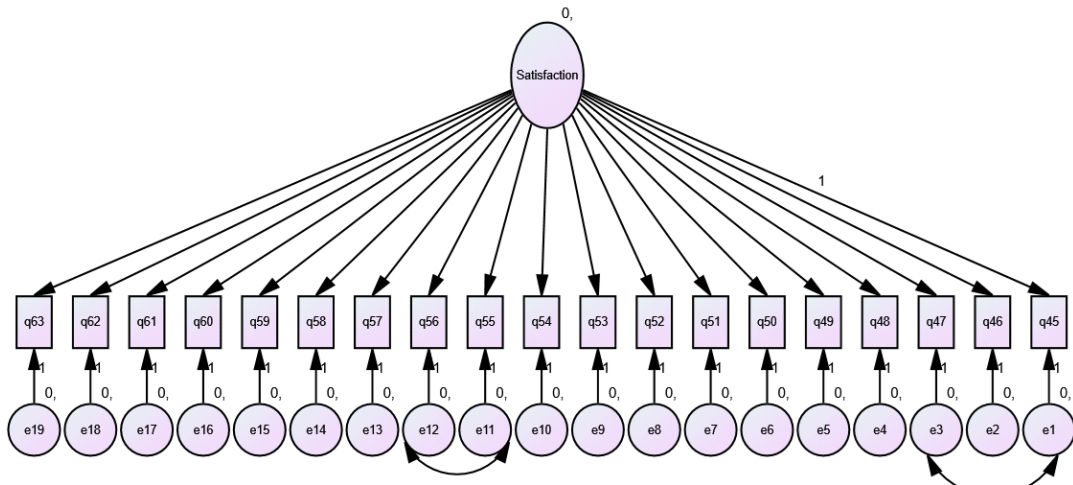 0,
Satisfaction
1
q63 q62 q61 q60 q59 q58 q57 q56 q55 q54 q53 q52 q51 q50 q49 q48 q47 q46 q45
1 1 1 1 1 1 1 1 1 1 1 1 1 1 1 1 1 1 1
0, 0, 0, 0, 0, 0, 0, 0, 0, 0, 0, 0, 0, 0, 0, 0, 0, 0, 0,
e19 e18 e17 e16 e15 e14 e13 e12 e11 e10 e9 e8 e7 e6 e5 e4 e3 e2 e1